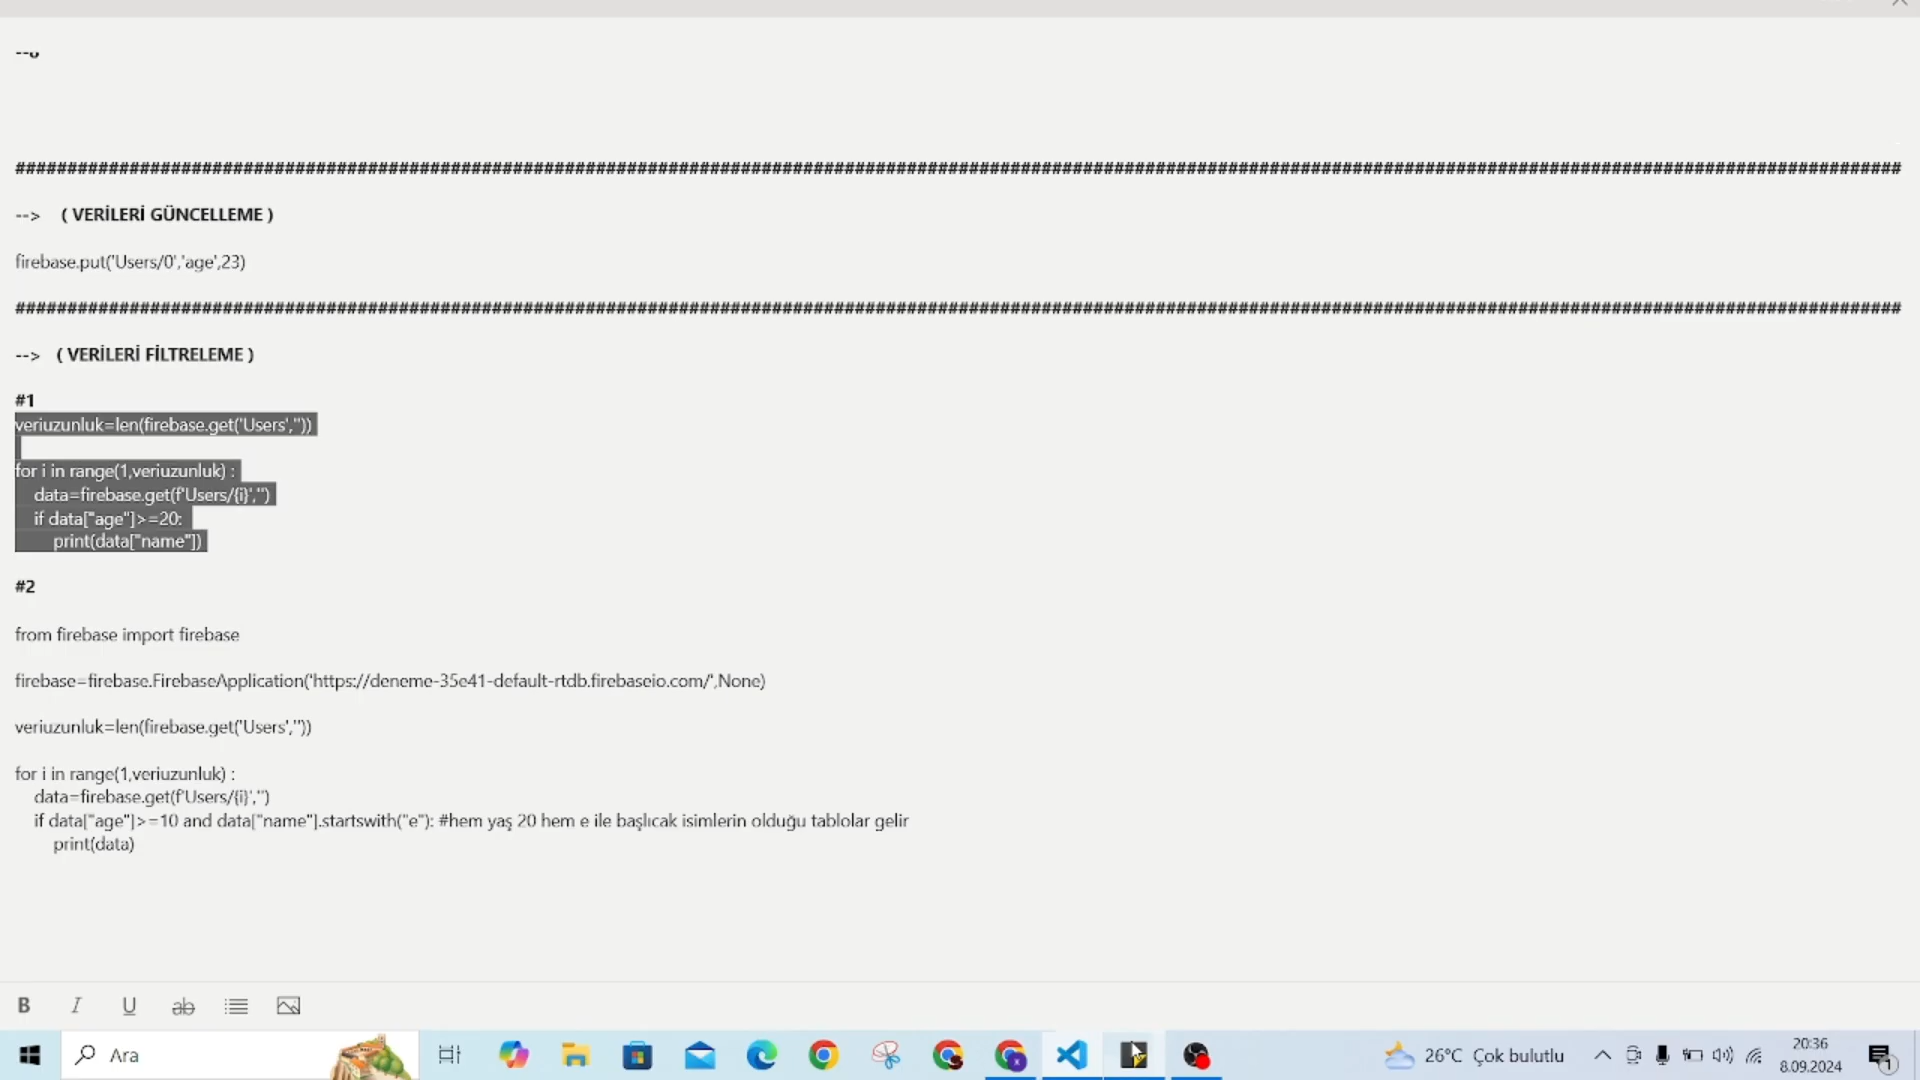 ################################################################################################################################################################
--> ( VERİLERİ GÜNCELLEME )
firebase.put('Users/0','age',23)
################################################################################################################################################################
--> ( VERİLERİ FİLTRELEME )
#1
veriuzunluk=len(firebase.get('Users',''))
for i in range(1,veriuzunluk) :
data=firebase.get(f'Users/{i}','')
if data["age"]>=20:
print(data["name"])
#2
from firebase import firebase
firebase=firebase.FirebaseApplication('https://deneme-35e41-default-rtdb.firebaseio.com/',None)
veriuzunluk=len(firebase.get('Users',''))
for i in range(1,veriuzunluk) :
data=firebase.get(f'Users/{i}','')
if data["age"]>=10 and data["name"].startswith("e"): #hem yaş 20 hem e ile başlıcak isimlerin olduğu tablolar gelir
print(data)
B I U ab
Ara
26°C Çok bulutlu
20:36
8.09.2024
1